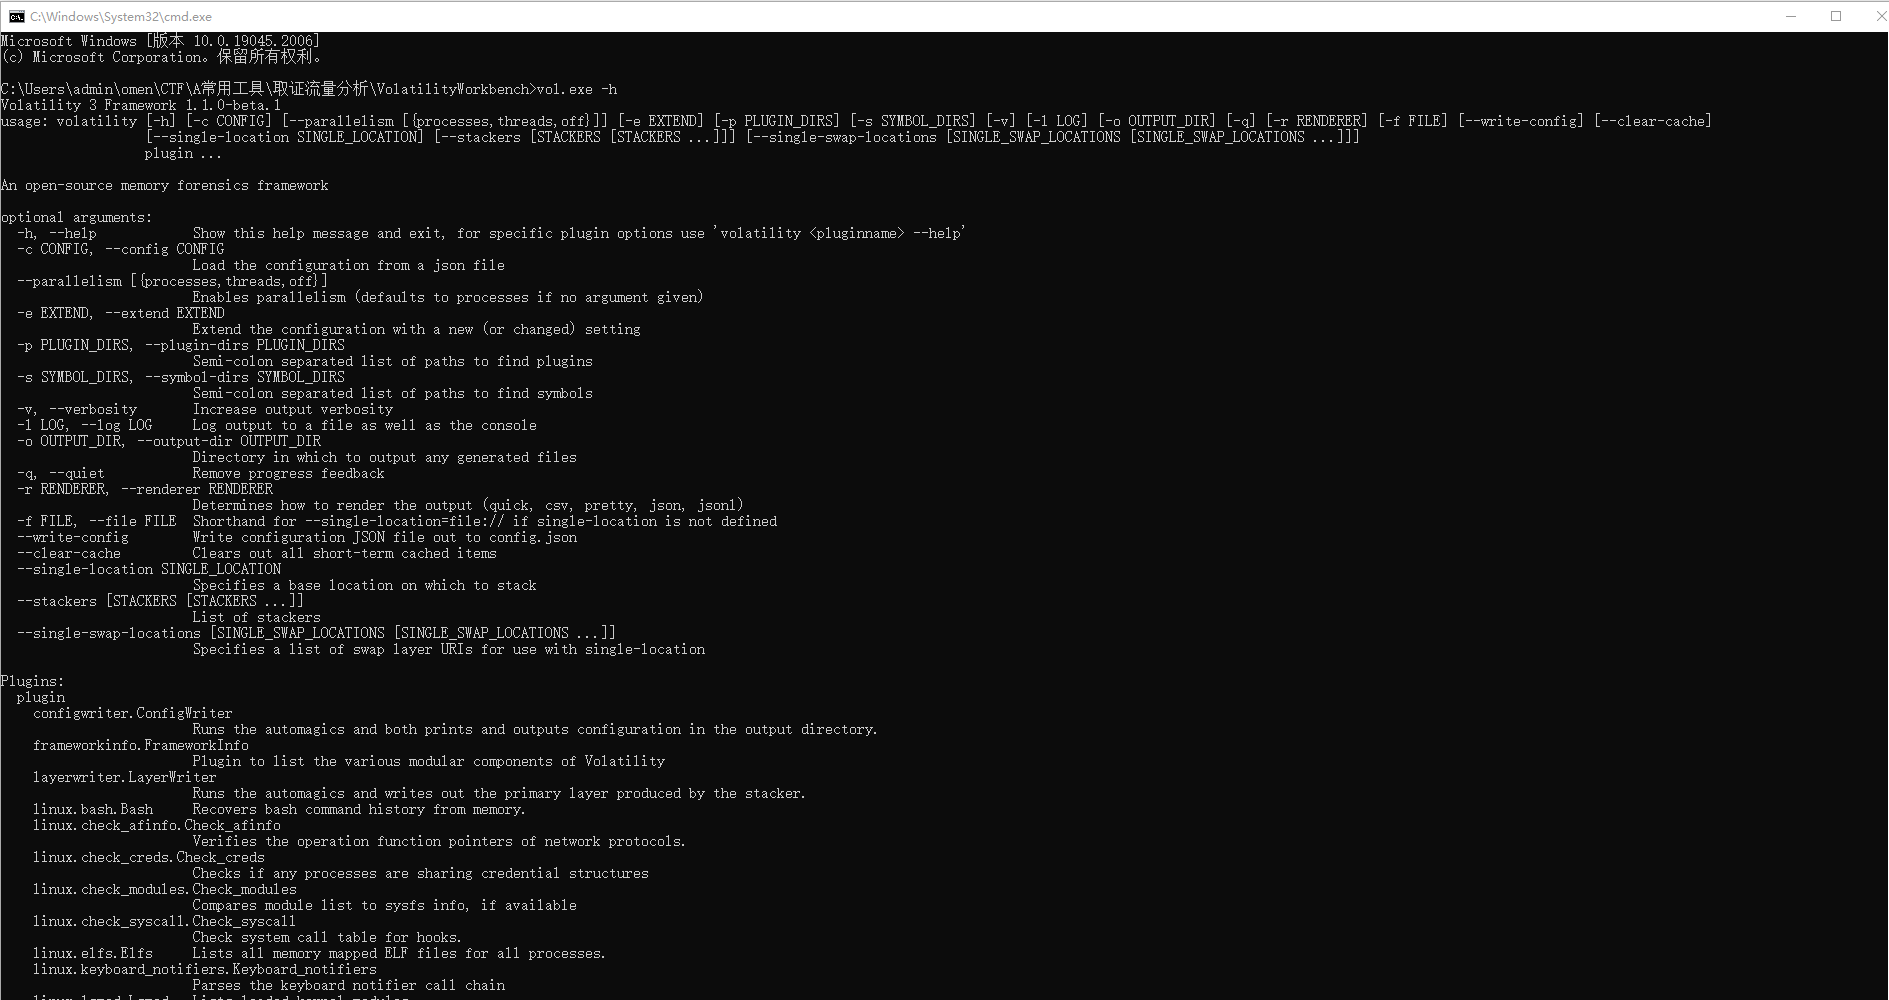 C:\Windows\System32\cmd.exe
Microsoft Windows [版本 10.0.19045.2006]
(c) Microsoft Corporation。保留所有权利。
C:\Users\admin\omen\CTF\A常用工具\取证流量分析\VolatilityWorkbench>vol.exe -h
Volatility 3 Framework 1.1.0-beta.1
usage: volatility [-h] [-c CONFIG] [--parallelism [{processes,threads,off}]] [-e EXTEND] [-p PLUGIN_DIRS] [-s SYMBOL_DIRS] [-v] [-l LOG] [-o OUTPUT_DIR] [-q] [-r RENDERER] [-f FILE] [--write-config] [--clear-cache]
[--single-location SINGLE_LOCATION] [--stackers [STACKERS [STACKERS ...]]] [--single-swap-locations [SINGLE_SWAP_LOCATIONS [SINGLE_SWAP_LOCATIONS ...]]]
plugin ...
An open-source memory forensics framework
optional arguments:
-h, --help Show this help message and exit, for specific plugin options use 'volatility <pluginname> --help'
-c CONFIG, --config CONFIG
Load the configuration from a json file
--parallelism [{processes,threads,off}]
Enables parallelism (defaults to processes if no argument given)
-e EXTEND, --extend EXTEND
Extend the configuration with a new (or changed) setting
-p PLUGIN_DIRS, --plugin-dirs PLUGIN_DIRS
Semi-colon separated list of paths to find plugins
-s SYMBOL_DIRS, --symbol-dirs SYMBOL_DIRS
Semi-colon separated list of paths to find symbols
-v, --verbosity Increase output verbosity
-l LOG, --log LOG Log output to a file as well as the console
-o OUTPUT_DIR, --output-dir OUTPUT_DIR
Directory in which to output any generated files
-q, --quiet Remove progress feedback
-r RENDERER, --renderer RENDERER
Determines how to render the output (quick, csv, pretty, json, jsonl)
-f FILE, --file FILE Shorthand for --single-location=file:// if single-location is not defined
--write-config Write configuration JSON file out to config.json
--clear-cache Clears out all short-term cached items
--single-location SINGLE_LOCATION
Specifies a base location on which to stack
--stackers [STACKERS [STACKERS ...]]
List of stackers
--single-swap-locations [SINGLE_SWAP_LOCATIONS [SINGLE_SWAP_LOCATIONS ...]]
Specifies a list of swap layer URIs for use with single-location
Plugins:
plugin
configwriter.ConfigWriter
Runs the automagics and both prints and outputs configuration in the output directory.
frameworkinfo.FrameworkInfo
Plugin to list the various modular components of Volatility
layerwriter.LayerWriter
Runs the automagics and writes out the primary layer produced by the stacker.
linux.bash.Bash Recovers bash command history from memory.
linux.check_afinfo.Check_afinfo
Verifies the operation function pointers of network protocols.
linux.check_creds.Check_creds
Checks if any processes are sharing credential structures
linux.check_modules.Check_modules
Compares module list to sysfs info, if available
linux.check_syscall.Check_syscall
Check system call table for hooks.
linux.elfs.Elfs Lists all memory mapped ELF files for all processes.
linux.keyboard_notifiers.Keyboard_notifiers
Parses the keyboard notifier call chain
linux.lsmod.Lsmod Lists loaded kernel modules